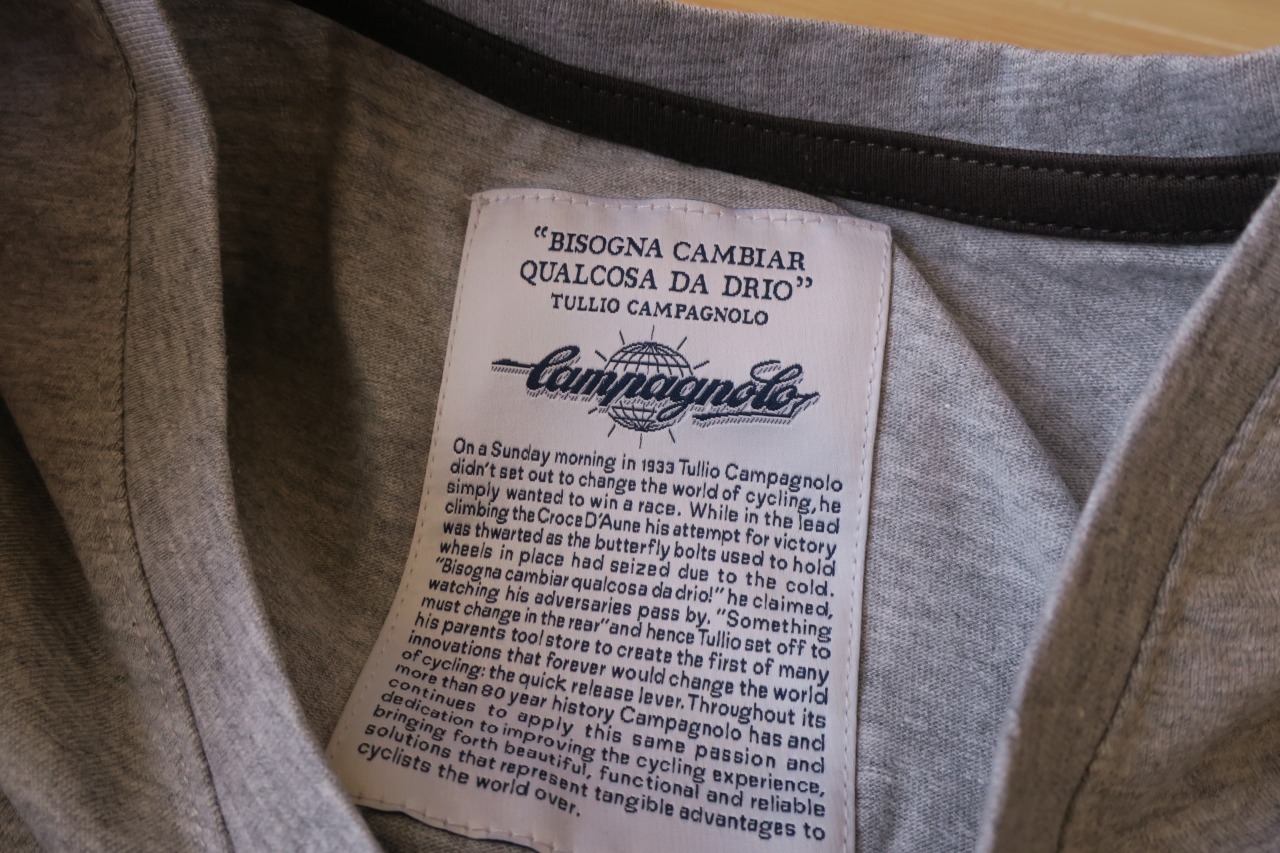 “BISOGNA CAMBIAR
QUALCOSA DA DRIO”
TULLIO CAMPAGNOLO
Campagnolo
On a Sunday morning in 1933 Tullio Campagnolo
didn't set out to change the world of cycling, he
simply wanted to win a race. While in the lead
climbing the Croce D'Aune his attempt for victory
was thwarted as the butterfly bolts used to hold
wheels in place had seized due to the cold.
"Bisogna cambiar qualcosa da drio!" he claimed,
watching his adversaries pass by. "Something
must change in the rear" and hence Tullio set off to
his parents tool store to create the first of many
innovations that forever would change the world
of cycling: the quick release lever. Throughout its
more than 80 year history Campagnolo has and
continues to apply this same passion and
dedication to improving the cycling experience,
bringing forth beautiful, functional and reliable
solutions that represent tangible advantages to
cyclists the world over.